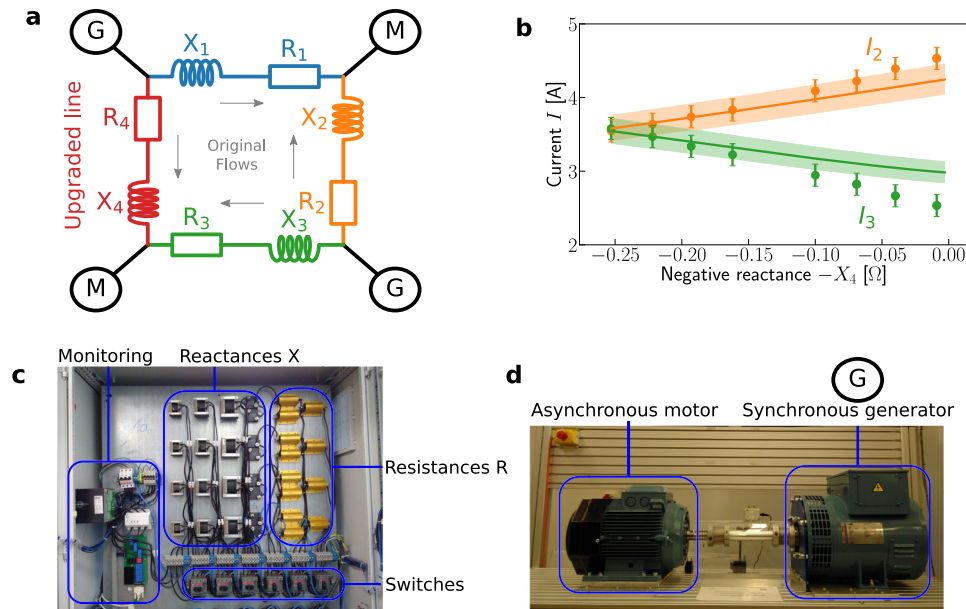 a
G
M
X₁
R₁
R₄
X₂
Upgraded line
Original
Flows
X₄
R₃
X₃
R₂
M
G
b
5
4
3
2
Current I [A]
I₂
I₃
−0.25 −0.20 −0.15 −0.10 −0.05 0.00
Negative reactance −X₄ [Ω]
c
Monitoring
Reactances X
Resistances R
Switches
d
G
Asynchronous motor
Synchronous generator